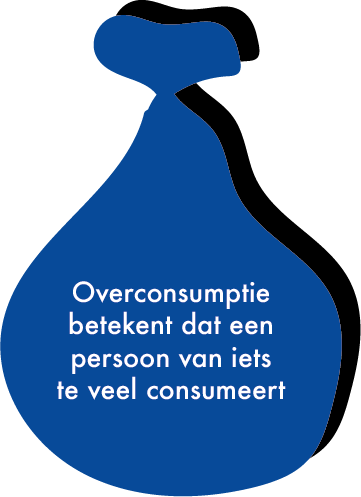 Overconsumptie
betekent dat een
persoon van iets
te veel consumeert